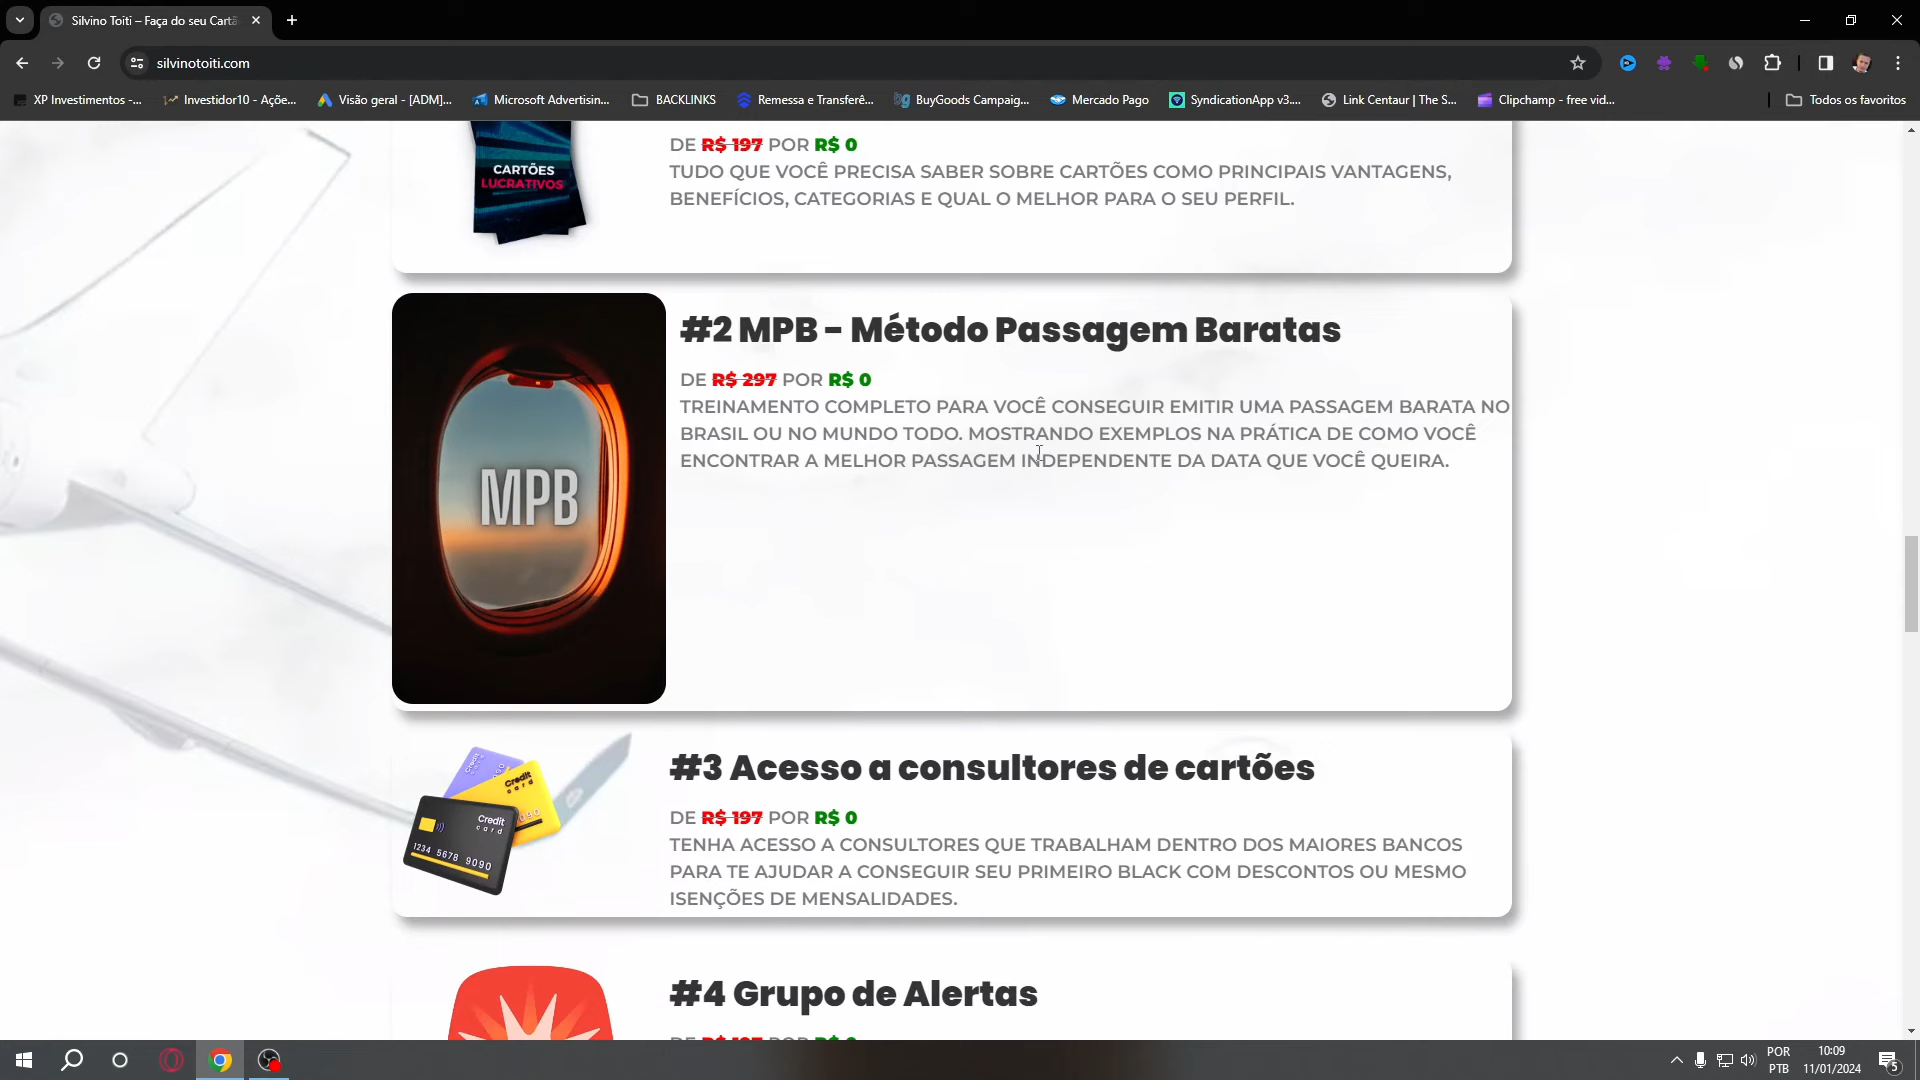 Silvino Toiti – Faça do seu Cartã
silvinotoiti.com
XP Investimentos -...
Investidor10 - Açõe...
Visão geral - [ADM]...
Microsoft Advertisin...
BACKLINKS
Remessa e Transferê...
BuyGoods Campaig...
Mercado Pago
SyndicationApp v3....
Link Centaur | The S...
Clipchamp - free vid...
Todos os favoritos
CARTÕES
LUCRATIVOS
DE R$ 197 POR R$ 0
TUDO QUE VOCÊ PRECISA SABER SOBRE CARTÕES COMO PRINCIPAIS VANTAGENS,
BENEFÍCIOS, CATEGORIAS E QUAL O MELHOR PARA O SEU PERFIL.
MPB
#2 MPB - Método Passagem Baratas
DE R$ 297 POR R$ 0
TREINAMENTO COMPLETO PARA VOCÊ CONSEGUIR EMITIR UMA PASSAGEM BARATA NO
BRASIL OU NO MUNDO TODO. MOSTRANDO EXEMPLOS NA PRÁTICA DE COMO VOCÊ
ENCONTRAR A MELHOR PASSAGEM INDEPENDENTE DA DATA QUE VOCÊ QUEIRA.
Credit
card
1234 5678 9090
#3 Acesso a consultores de cartões
DE R$ 197 POR R$ 0
TENHA ACESSO A CONSULTORES QUE TRABALHAM DENTRO DOS MAIORES BANCOS
PARA TE AJUDAR A CONSEGUIR SEU PRIMEIRO BLACK COM DESCONTOS OU MESMO
ISENÇÕES DE MENSALIDADES.
#4 Grupo de Alertas
DE R$ 197 POR R$ 0
POR
PTB
10:09
11/01/2024
5